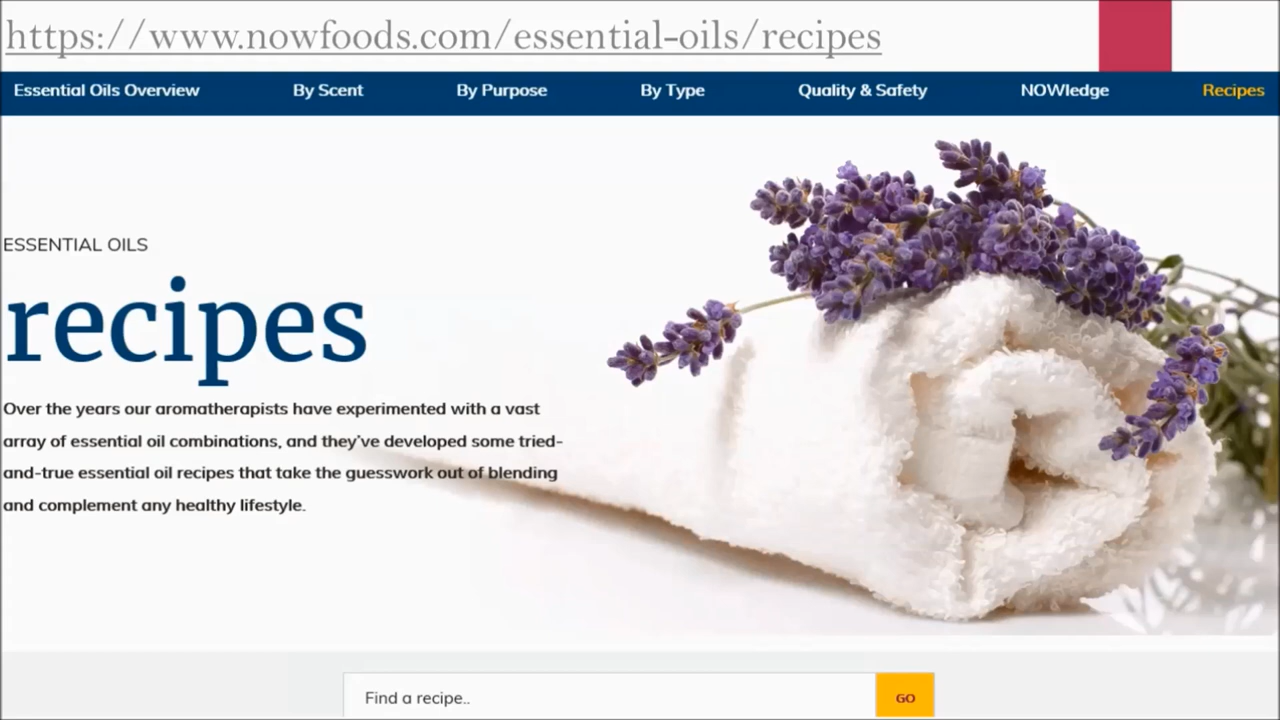 https://www.nowfoods.com/essential-oils/recipes
Essential Oils Overview By Scent By Purpose By Type Quality & Safety NOWledge Recipes
ESSENTIAL OILS
recipes
Over the years our aromatherapists have experimented with a vast
array of essential oil combinations, and they've developed some tried-
and-true essential oil recipes that take the guesswork out of blending
and complement any healthy lifestyle.
Find a recipe.. GO